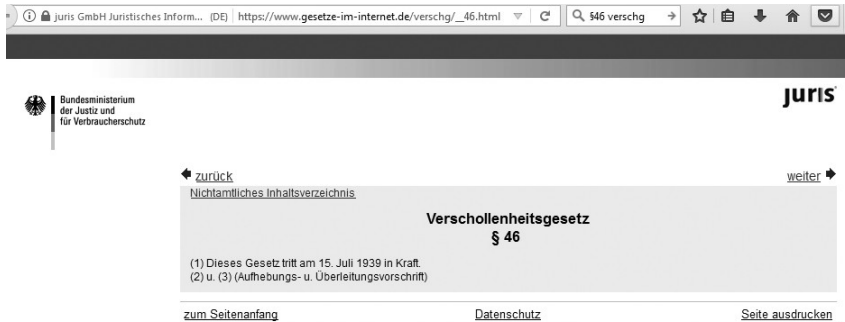 juris GmbH Juristisches Inform... (DE) https://www.gesetze-im-internet.de/verschg/__46.html §46 verschg
Bundesministerium
der Justiz und
für Verbraucherschutz
juris
zurück weiter
Nichtamtliches Inhaltsverzeichnis
Verschollenheitsgesetz
§ 46
(1) Dieses Gesetz tritt am 15. Juli 1939 in Kraft.
(2) u. (3) (Aufhebungs- u. Überleitungsvorschrift)
zum Seitenanfang Datenschutz Seite ausdrucken